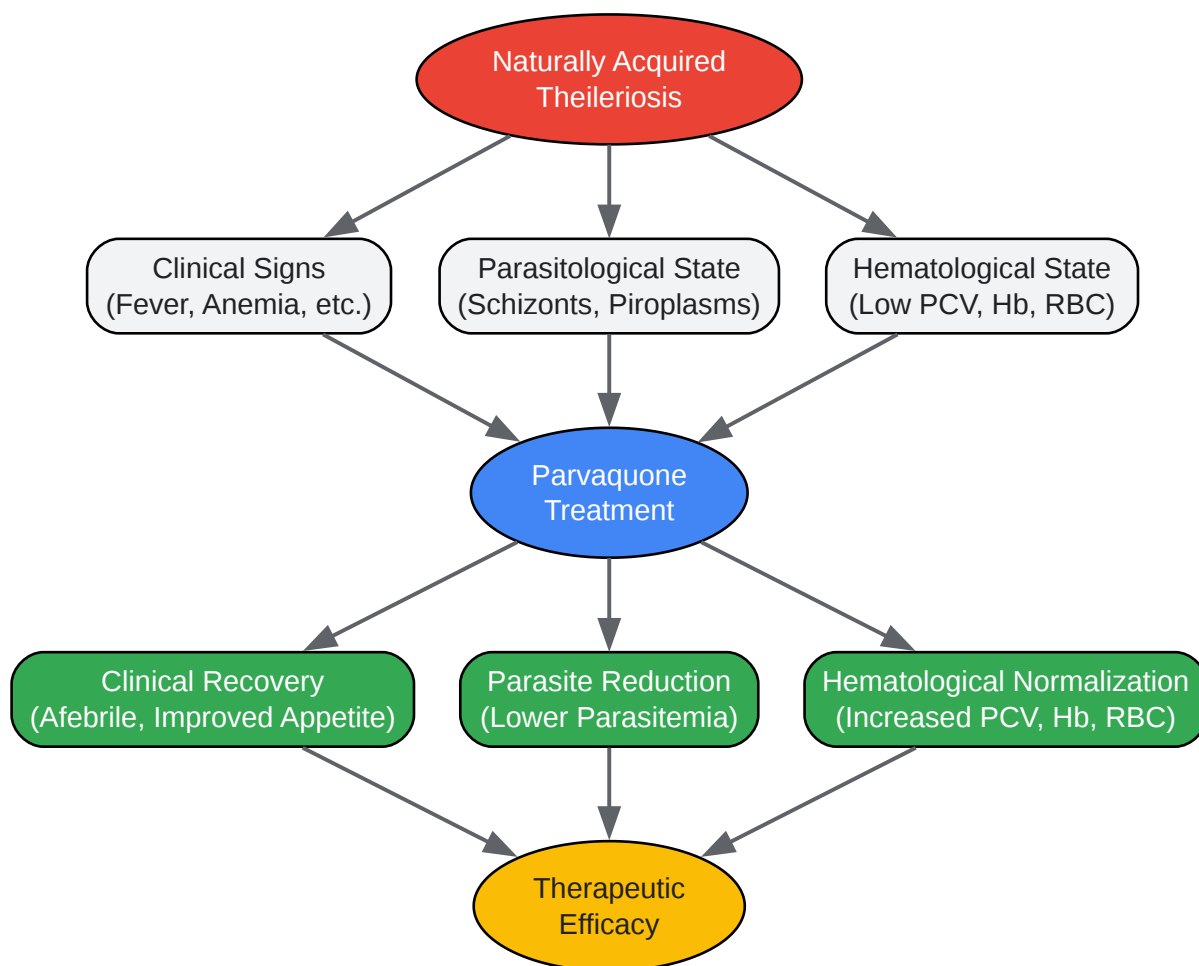 Naturally Acquired
Theileriosis
Clinical Signs
(Fever, Anemia, etc.)
Parasitological State
(Schizonts, Piroplasms)
Hematological State
(Low PCV, Hb, RBC)
Parvaquone
Treatment
Clinical Recovery
(Afebrile, Improved Appetite)
Parasite Reduction
(Lower Parasitemia)
Hematological Normalization
(Increased PCV, Hb, RBC)
Therapeutic
Efficacy